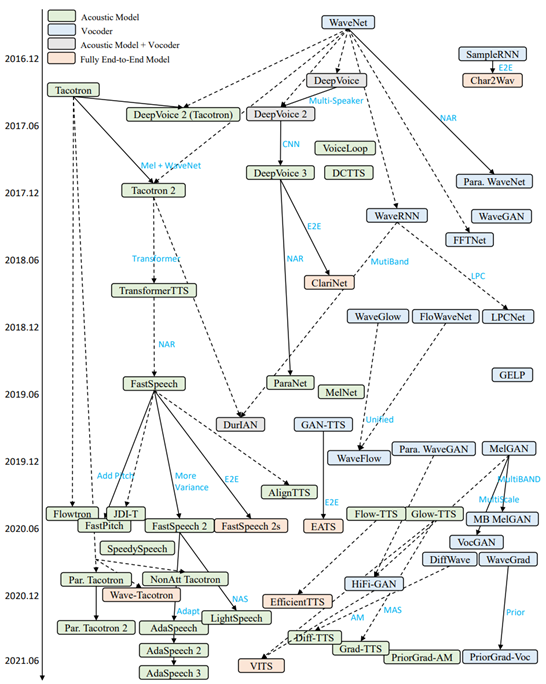 Acoustic Model
Vocoder
Acoustic Model + Vocoder
Fully End-to-End Model
WaveNet
2016.12
SampleRNN
E2E
Char2Wav
DeepVoice
Tacotron
Multi-Speaker
DeepVoice 2 (Tacotron)
DeepVoice 2
NAR
2017.06
CNN
VoiceLoop
Mel + WaveNet
DeepVoice 3
DCTTS
Para. WaveNet
2017.12
Tacotron 2
WaveRNN
WaveGAN
E2E
FFTNet
2018.06
Transformer
NAR
MutiBand
LPC
ClariNet
TransformerTTS
WaveGlow
FloWaveNet
LPCNet
2018.12
NAR
GELP
FastSpeech
ParaNet
MelNet
2019.06
DurIAN
GAN-TTS
Unified
Para. WaveGAN
MelGAN
2019.12
WaveFlow
Add Pitch
More
Variance
E2E
MultiBAND
AlignTTS
E2E
MultiScale
Flowtron
JDI-T
Flow-TTS
Glow-TTS
MB MelGAN
2020.06
FastPitch
FastSpeech 2
FastSpeech 2s
EATS
VocGAN
SpeedySpeech
DiffWave
WaveGrad
Par. Tacotron
NonAtt Tacotron
HiFi-GAN
2020.12
Wave-Tacotron
NAS
EfficientTTS
Adapt
LightSpeech
AM
MAS
Prior
Par. Tacotron 2
AdaSpeech
Diff-TTS
AdaSpeech 2
Grad-TTS
2021.06
VITS
PriorGrad-AM
PriorGrad-Voc
AdaSpeech 3